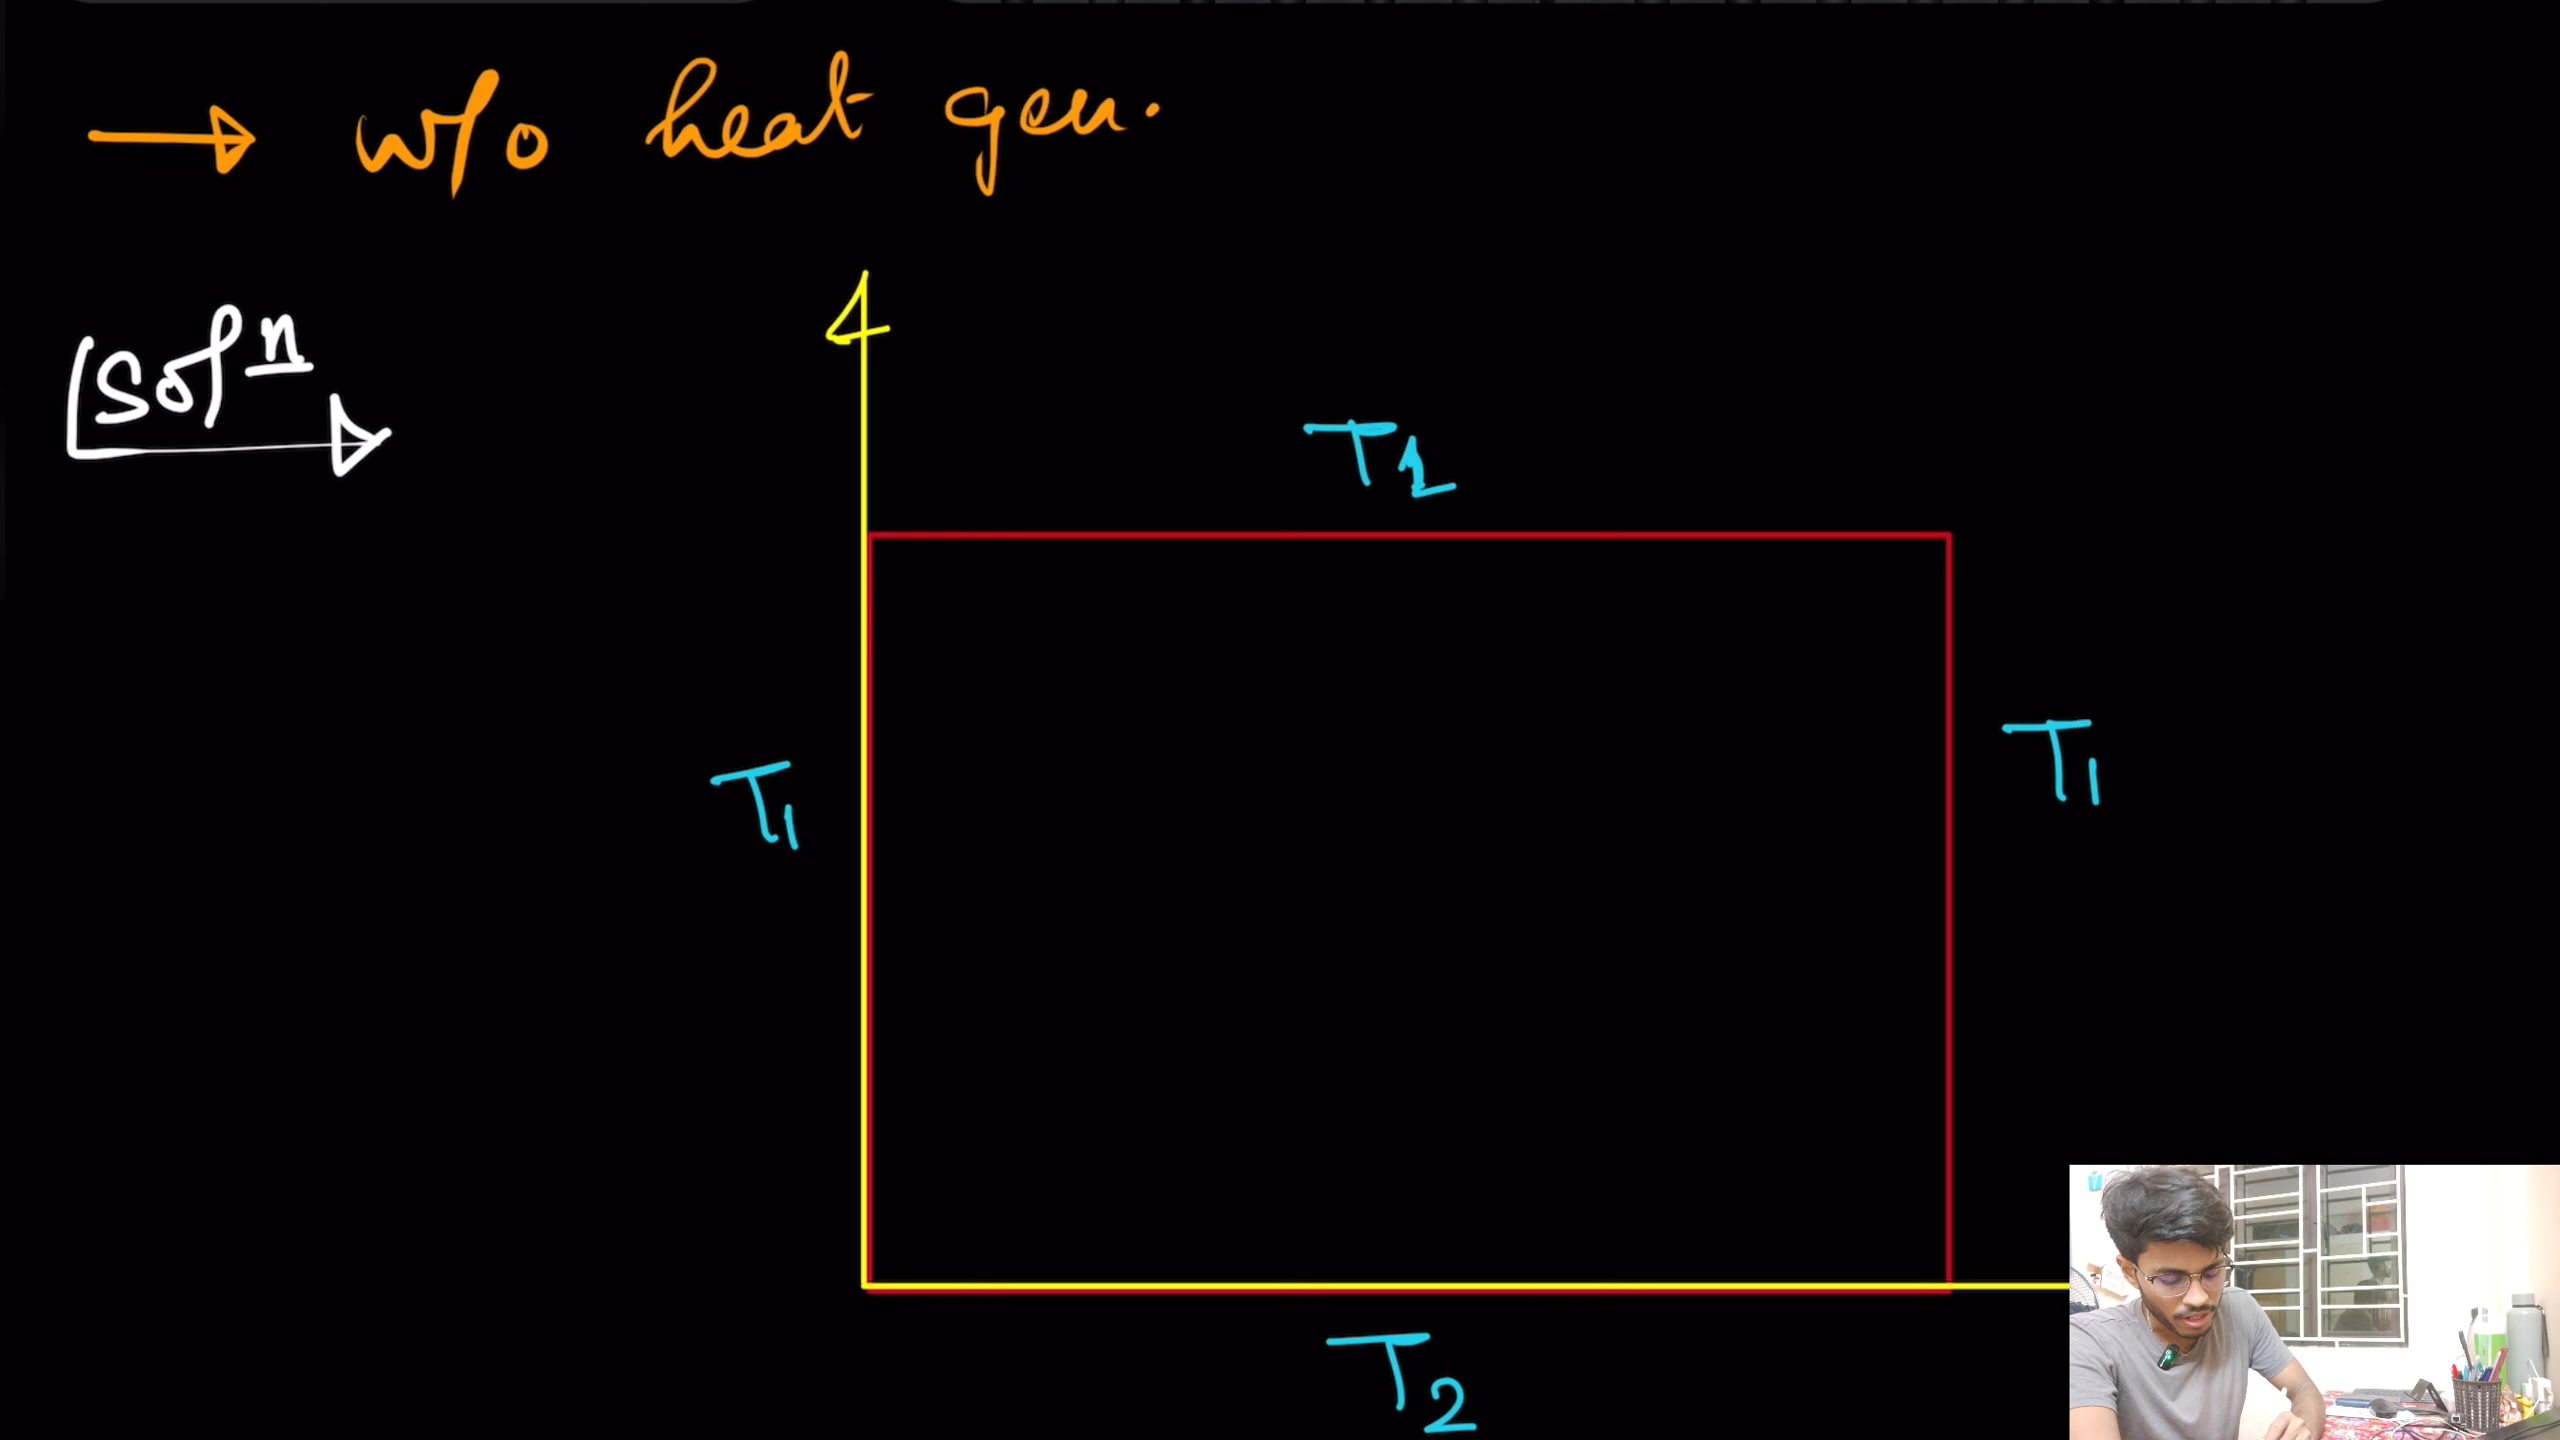 → w/o heat gen.
Solⁿ
T1
T1
T1
T2